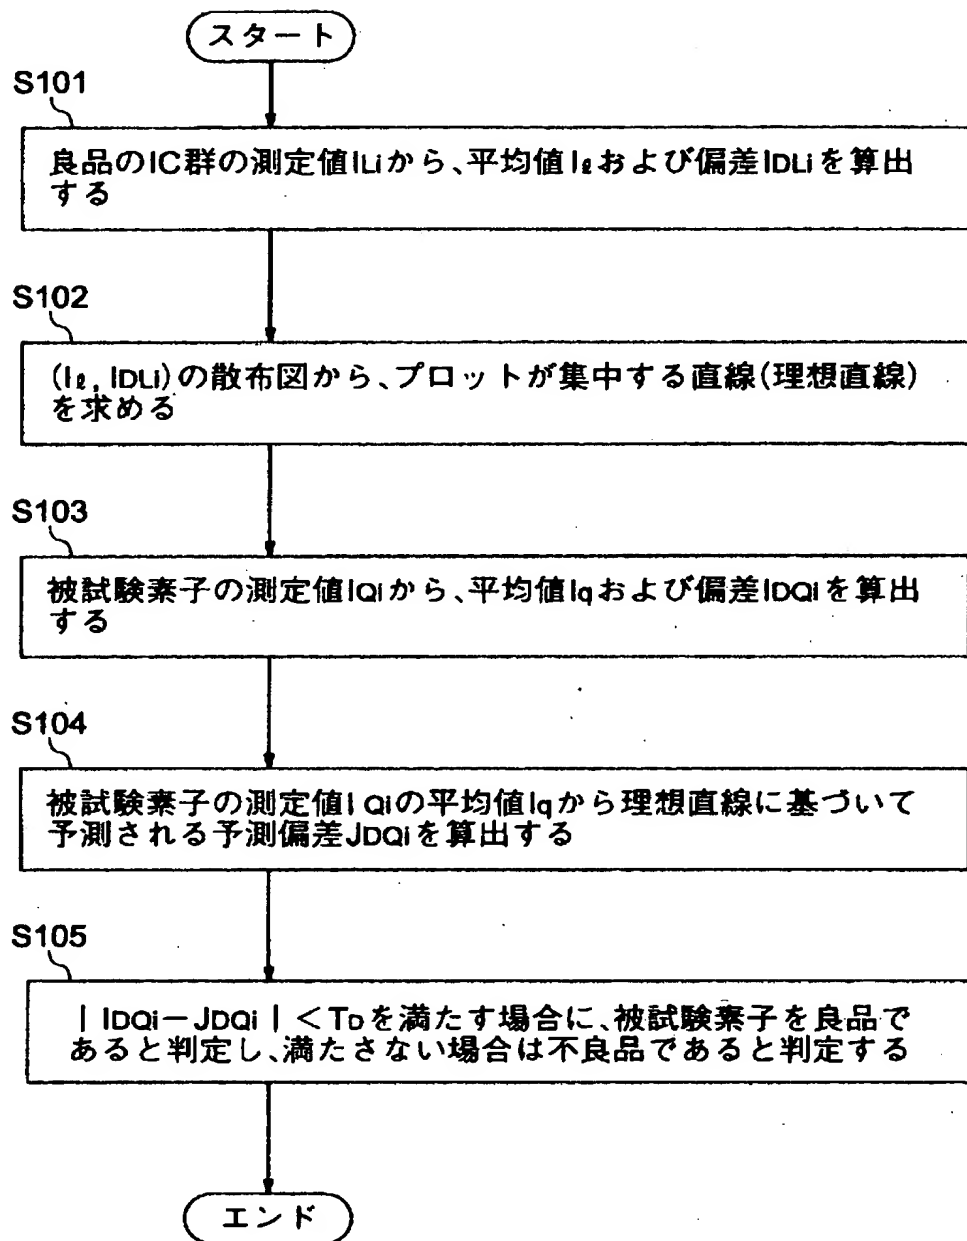 スタート
S101
良品のIC群の測定値ILiから、平均値Iℓおよび偏差IDLiを算出
する
S102
(Iℓ, IDLi)の散布図から、プロットが集中する直線(理想直線)
を求める
S103
被試験素子の測定値IQiから、平均値Iqおよび偏差IDQiを算出
する
S104
被試験素子の測定値IQiの平均値Iqから理想直線に基づいて
予測される予測偏差JDQiを算出する
S105
| IDQi−JDQi | <TDを満たす場合に、被試験素子を良品で
あると判定し、満たさない場合は不良品であると判定する
エンド